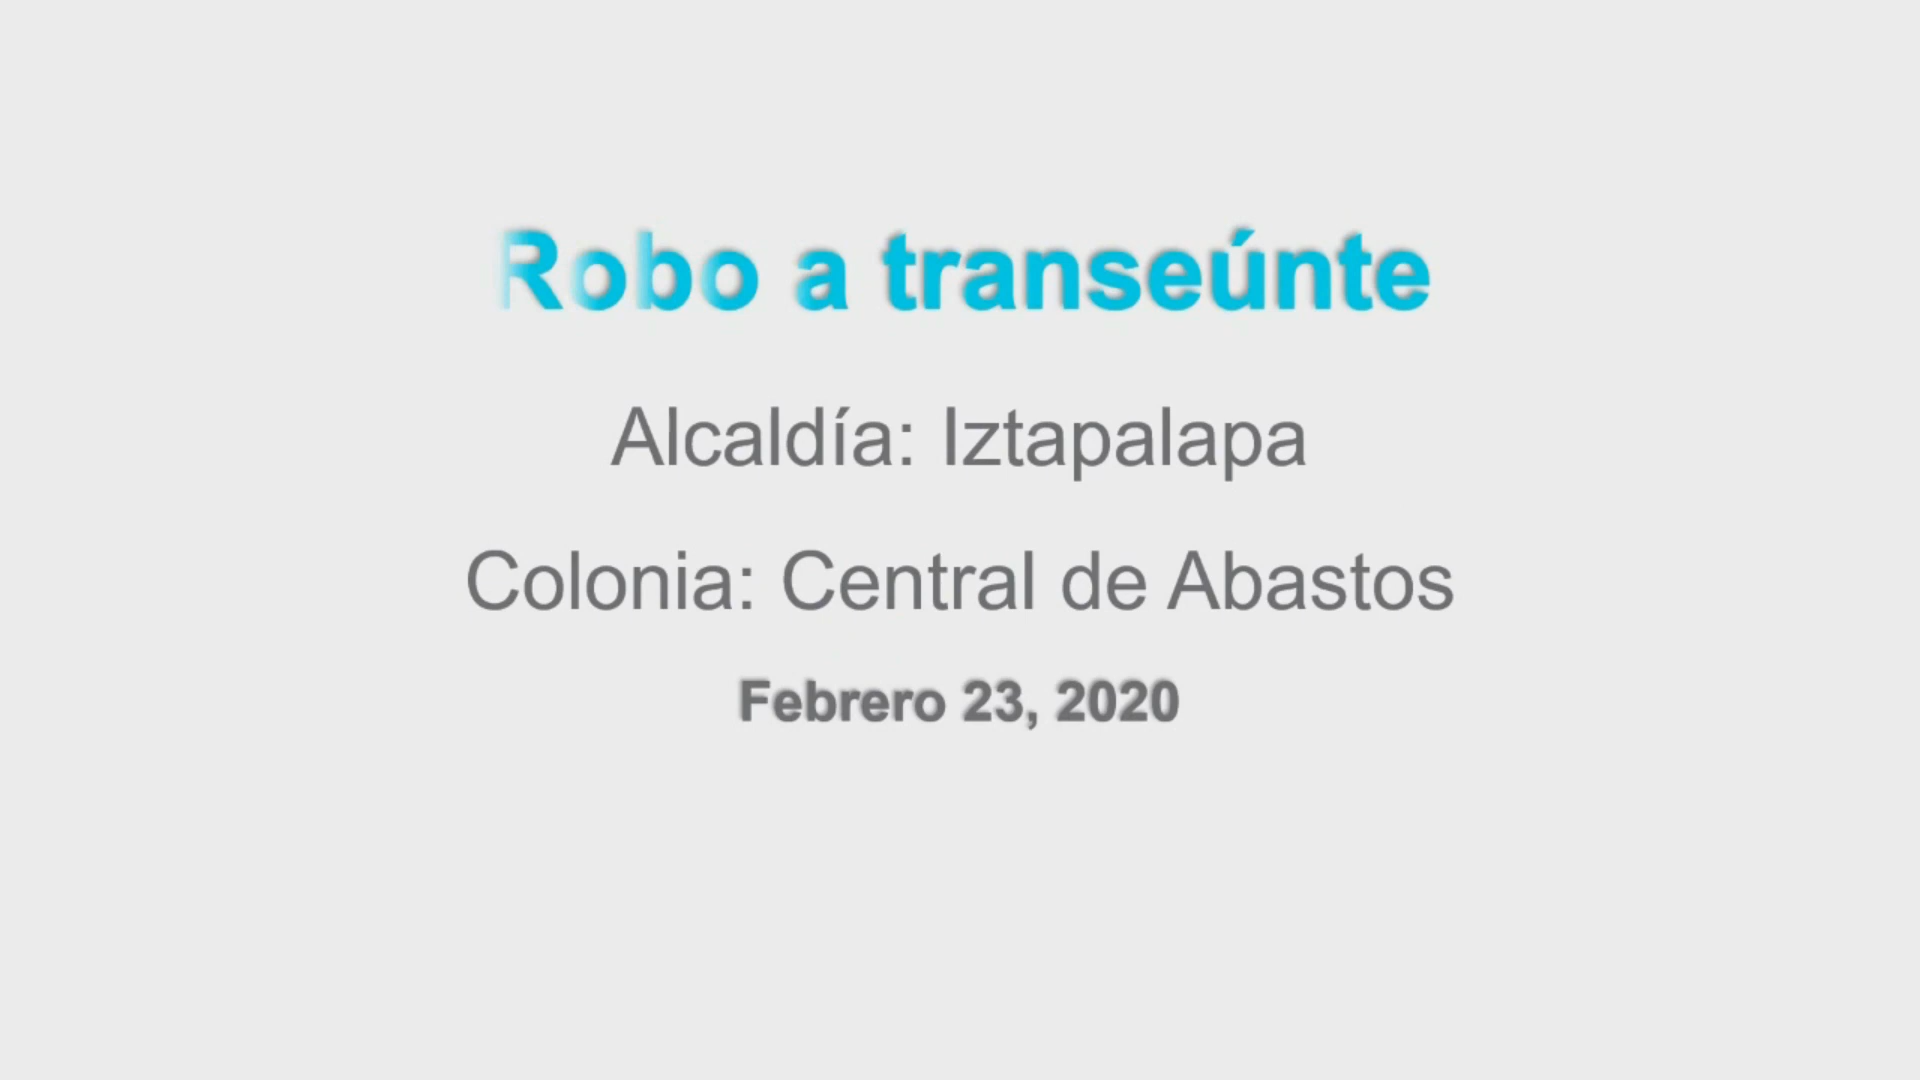 Robo a transeúnte
Alcaldía: Iztapalapa
Colonia: Central de Abastos
Febrero 23, 2020